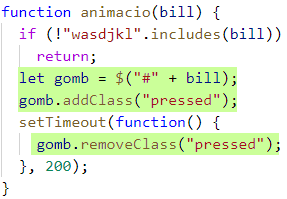 function animacio(bill) {
  if (!"wasdjkl".includes(bill))
    return;
  let gomb = $("#" + bill);
  gomb.addClass("pressed");
  setTimeout(function() {
    gomb.removeClass("pressed");
  }, 200);
}